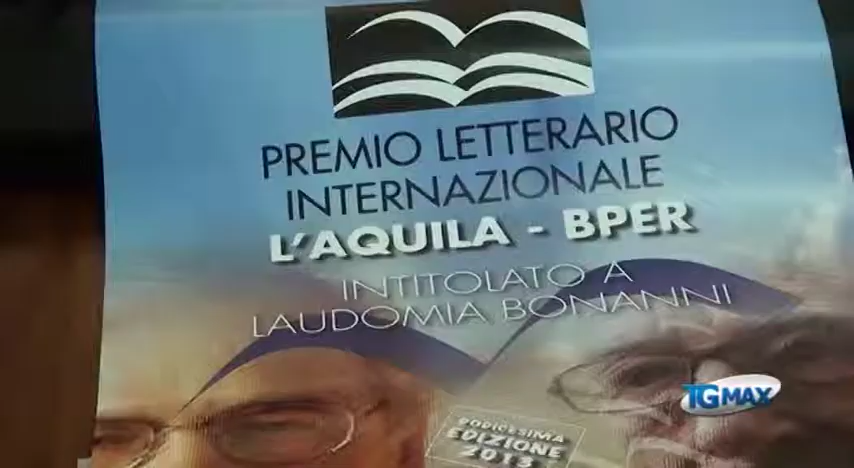 PREMIO LETTERARIO
INTERNAZIONALE
L'AQUILA - BPER
INTITOLATO A
LAUDOMIA BONANNI
DODICESIMA
EDIZIONE
2013
TGMAX